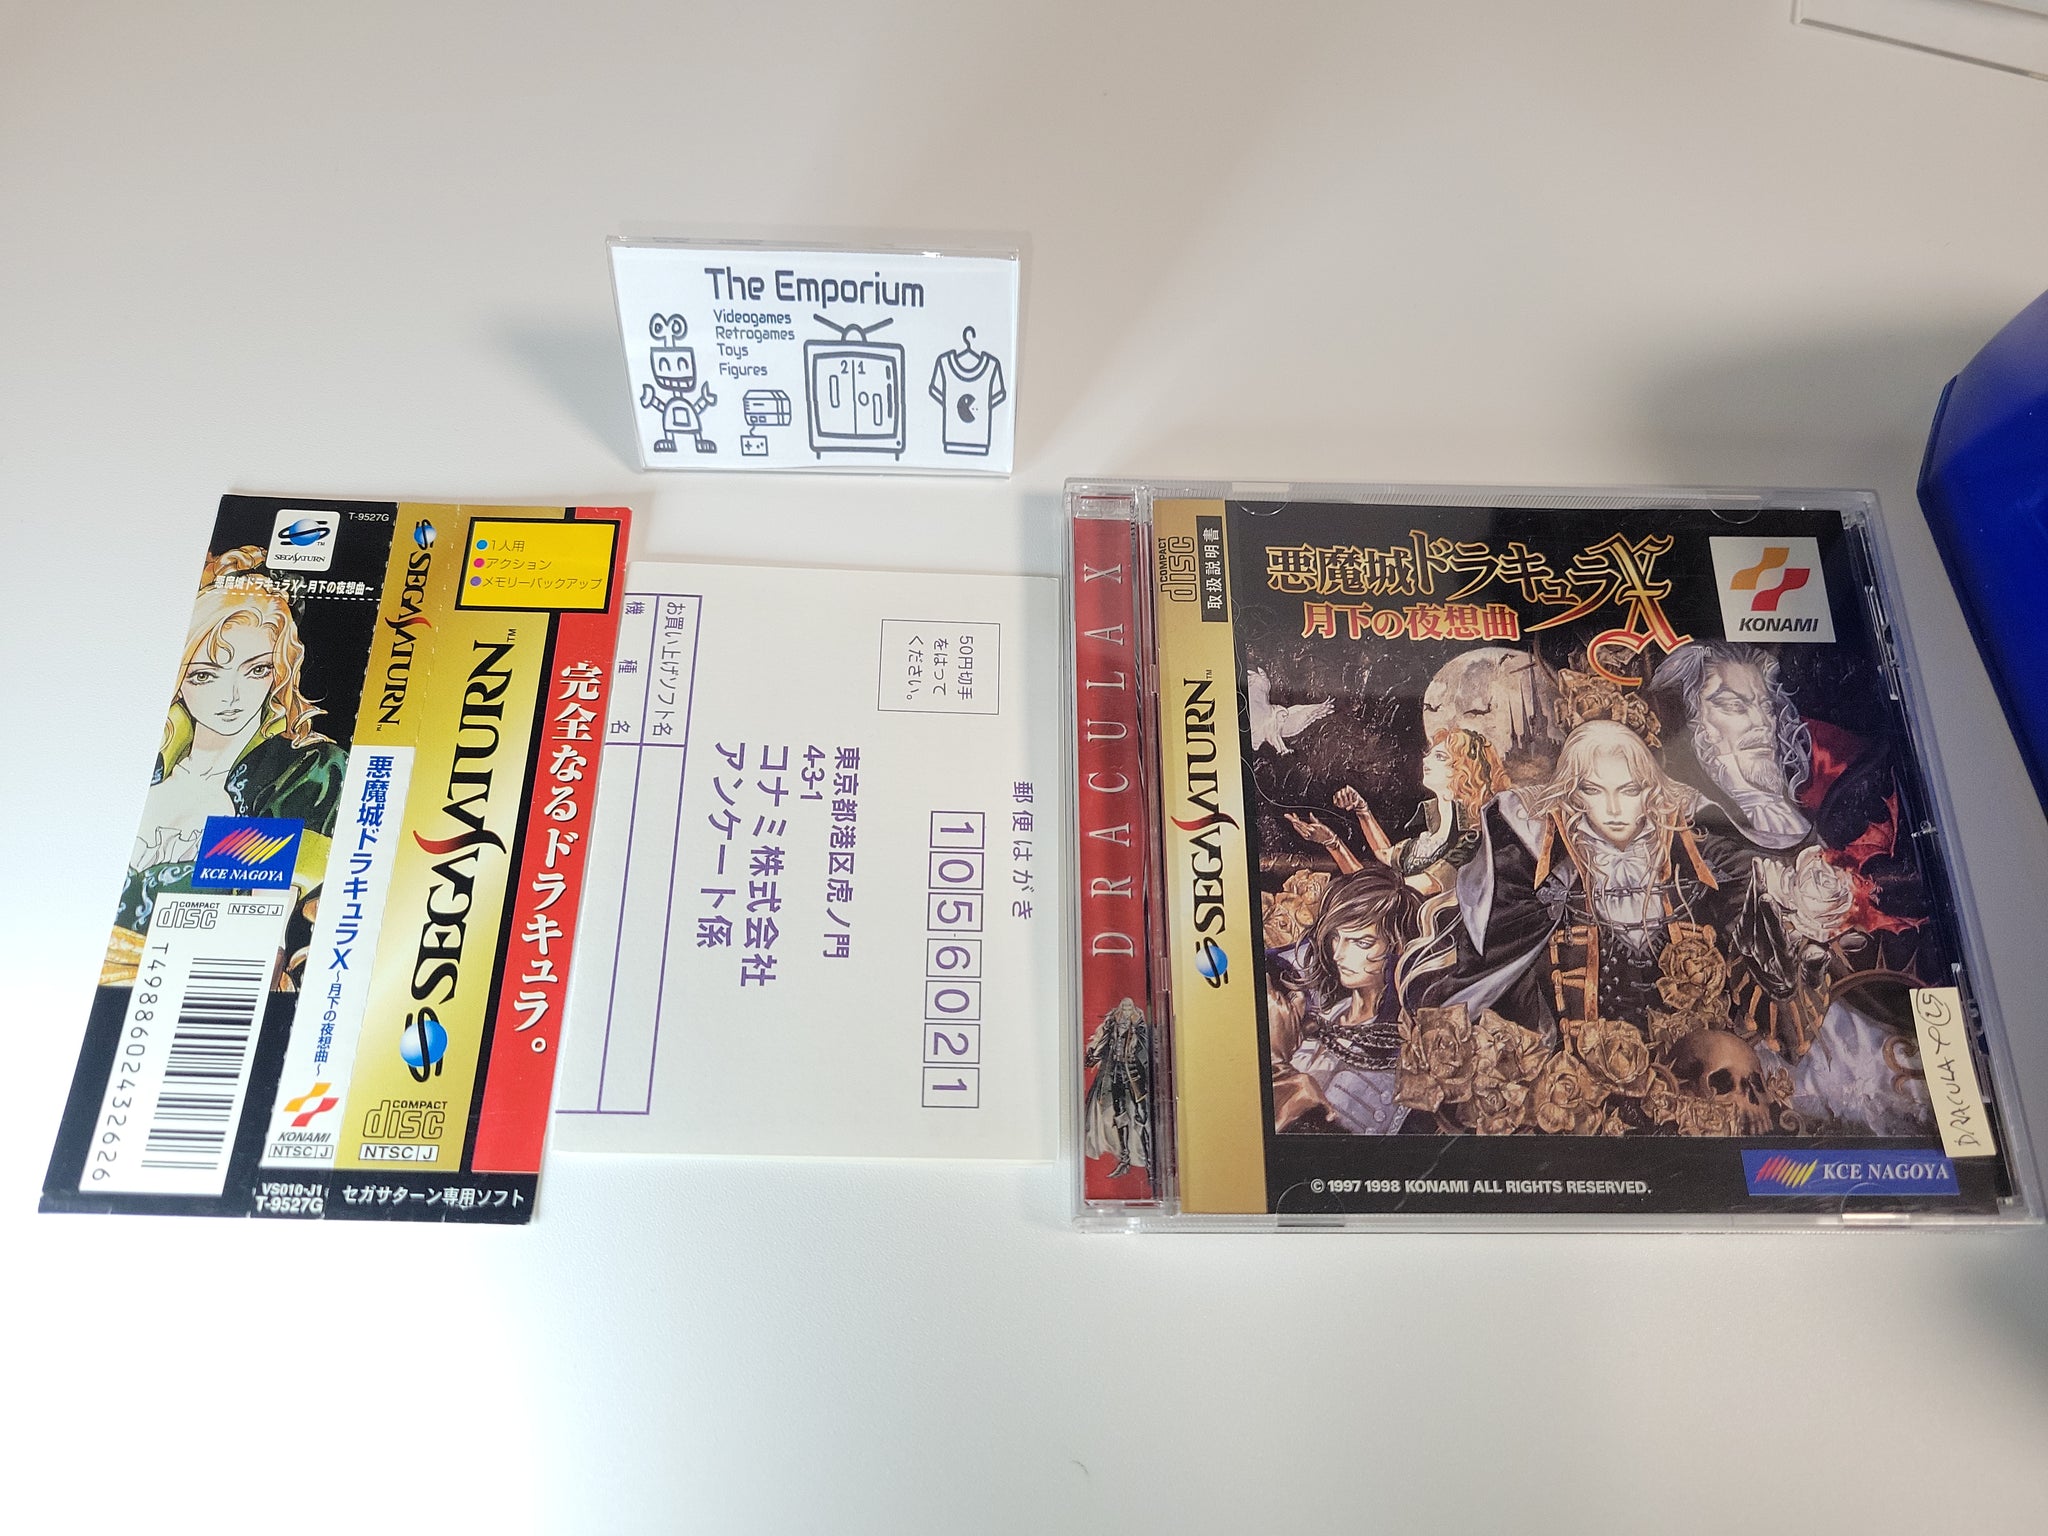 The Emporium
Videogames
Retrogames
Toys
Figures
2 1
T-9527G
SEGA SATURN
悪魔城ドラキュラX～月下の夜想曲～
KCE NAGOYA
COMPACT
disc
NTSC J
T4988602432626
VS010-J1
T-9527G
SEGA SATURN™
悪魔城ドラキュラX
～月下の夜想曲～
KONAMI
NTSC J
●1人用
●アクション
●メモリーバックアップ
SEGA SATURN™
COMPACT
disc
NTSC J
セガサターン専用ソフト
完全なるドラキュラ。
50円切手
をはって
ください。
郵便はがき
1056021
東京都港区虎ノ門
4-3-1
コナミ株式会社
アンケート係
お買い上げソフト名
機種名
DRACULA X
COMPACT
disc
取扱説明書
SEGA SATURN™
悪魔城ドラキュラX
月下の夜想曲
KONAMI
DRACULA
© 1997 1998 KONAMI ALL RIGHTS RESERVED.
KCE NAGOYA